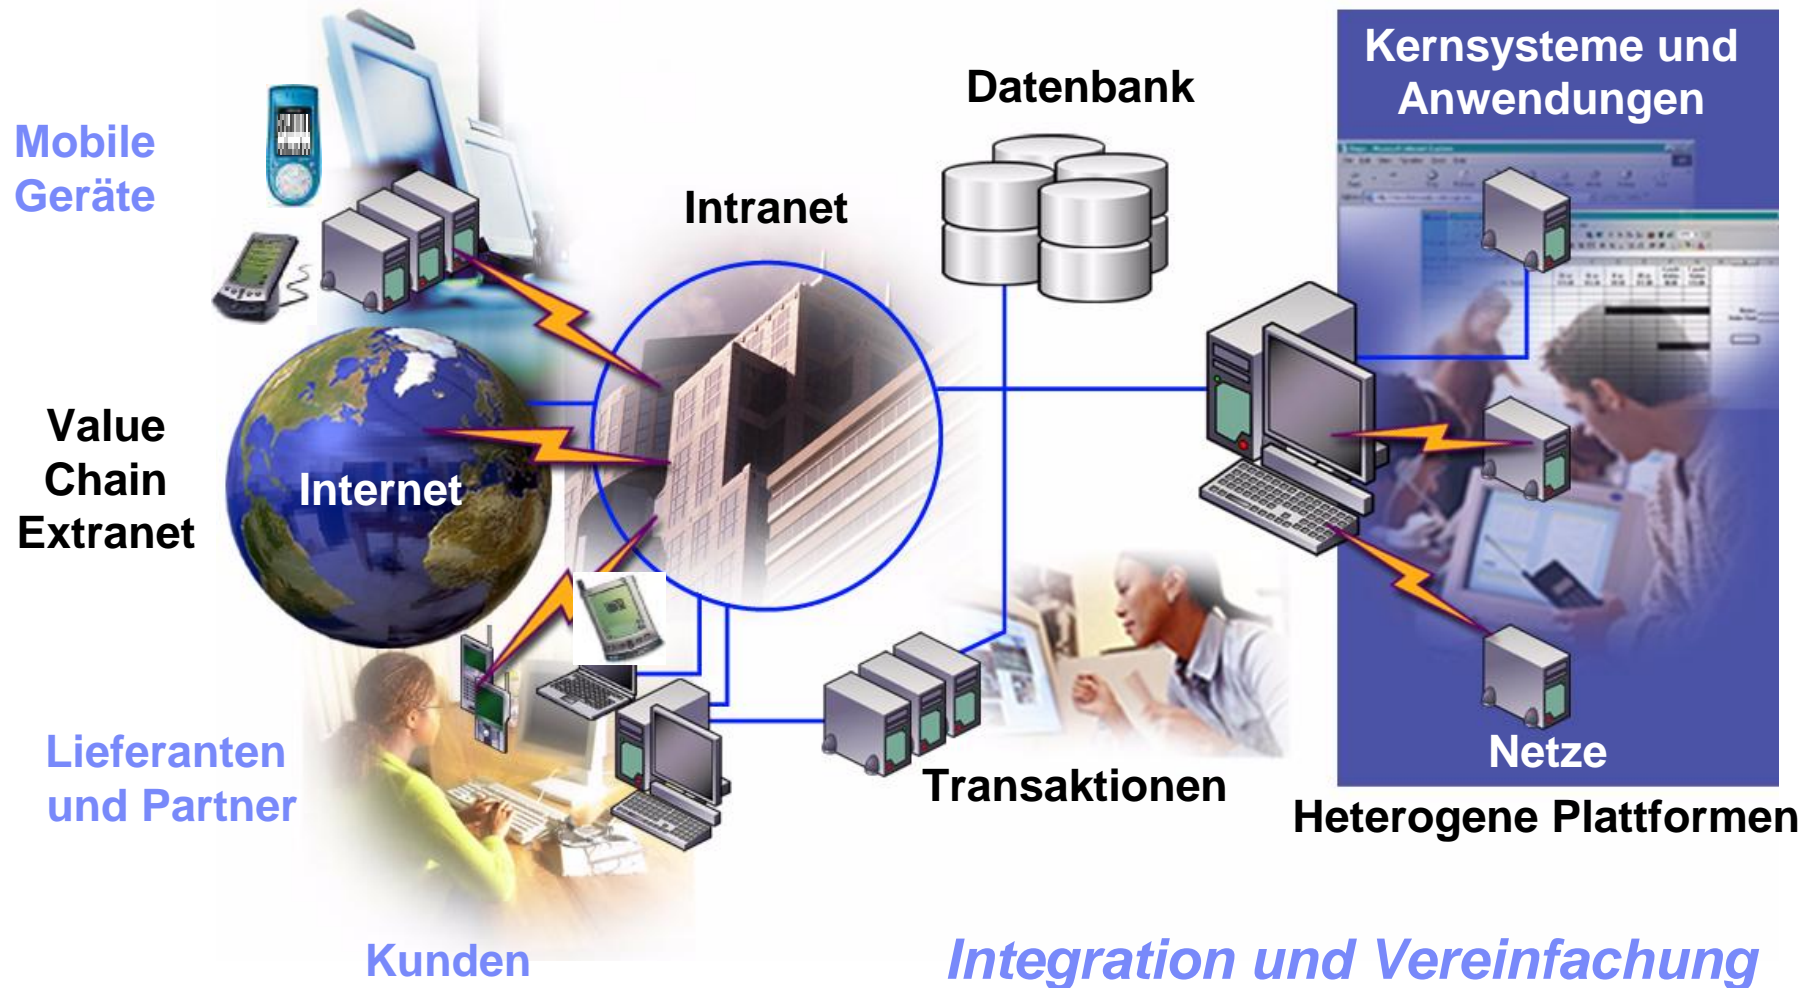 Kernsysteme und
Anwendungen
Datenbank
Mobile
Geräte
Intranet
Value
Chain
Extranet
Internet
Lieferanten
und Partner
Transaktionen
Netze
Heterogene Plattformen
Kunden
Integration und Vereinfachung